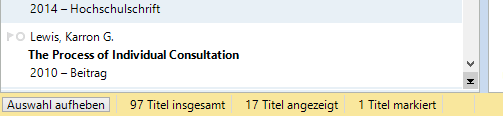 2014 – Hochschulschrift
Lewis, Karron G.
The Process of Individual Consultation
2010 – Beitrag
Auswahl aufheben 97 Titel insgesamt 17 Titel angezeigt 1 Titel markiert